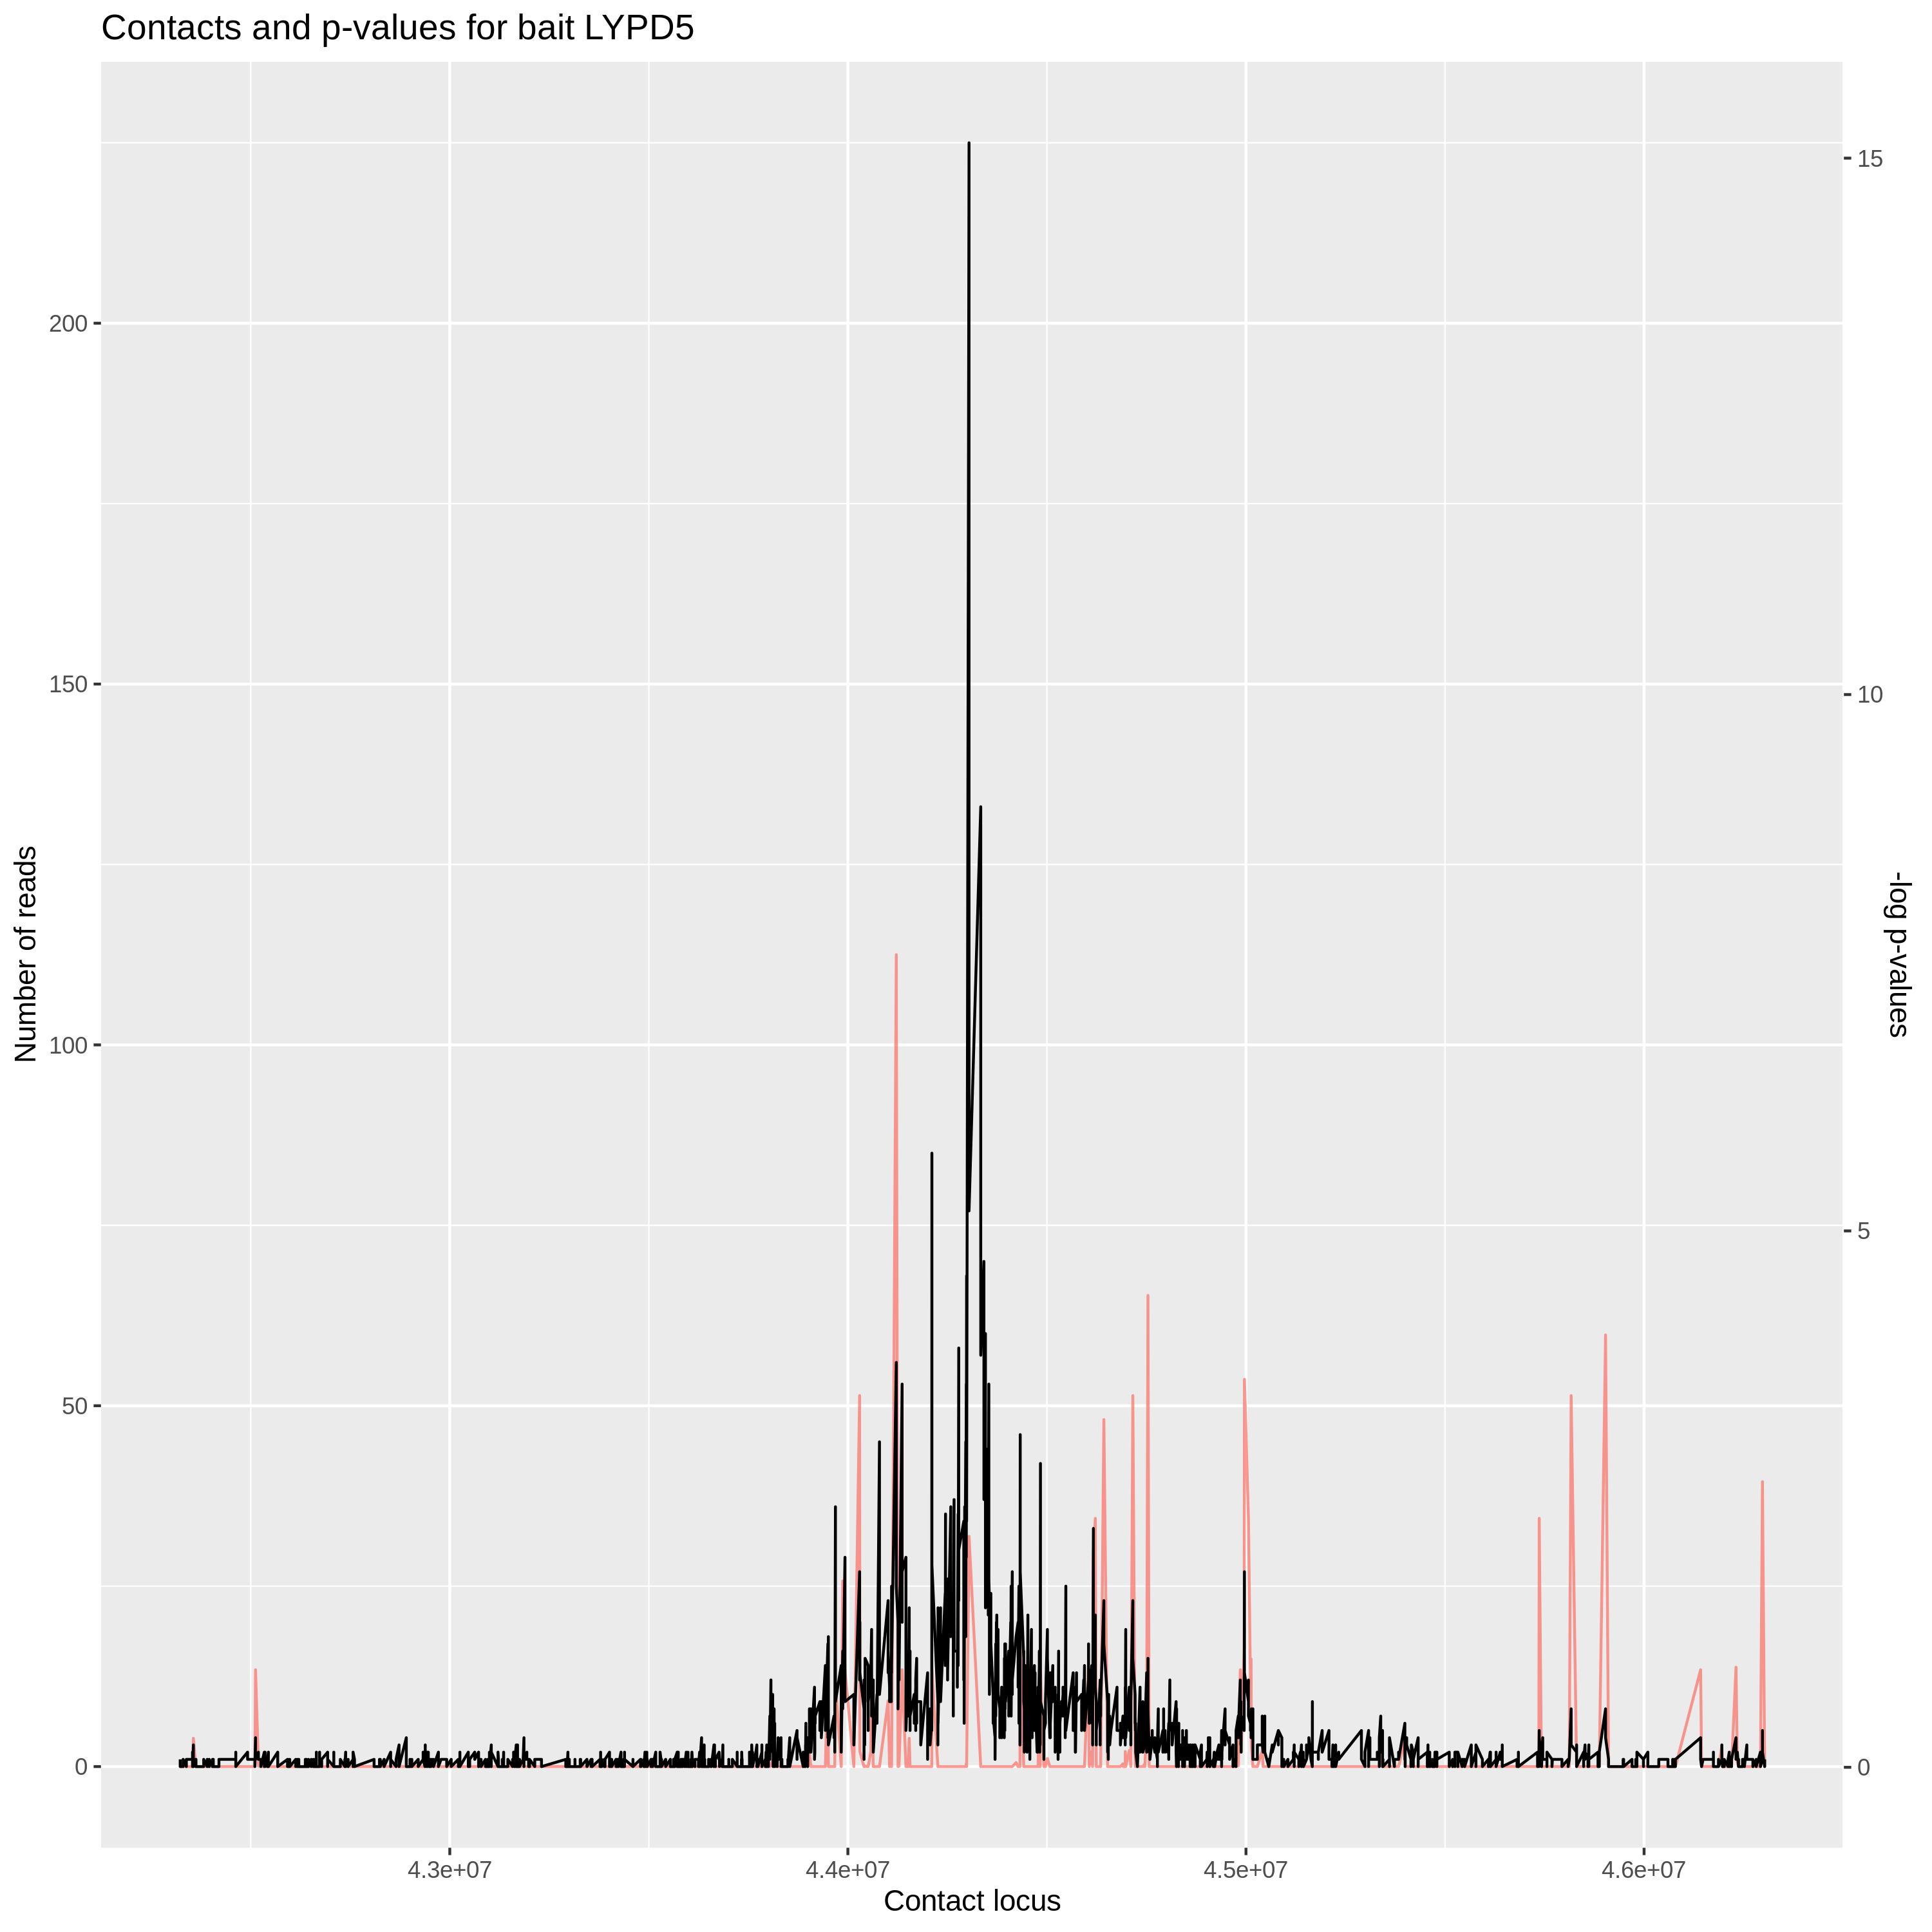 Contacts and p-values for bait LYPD5
Number of reads
200
150
100
50
0
15
10
5
0
-log p-values
4.3e+07 4.4e+07 4.5e+07 4.6e+07
Contact locus